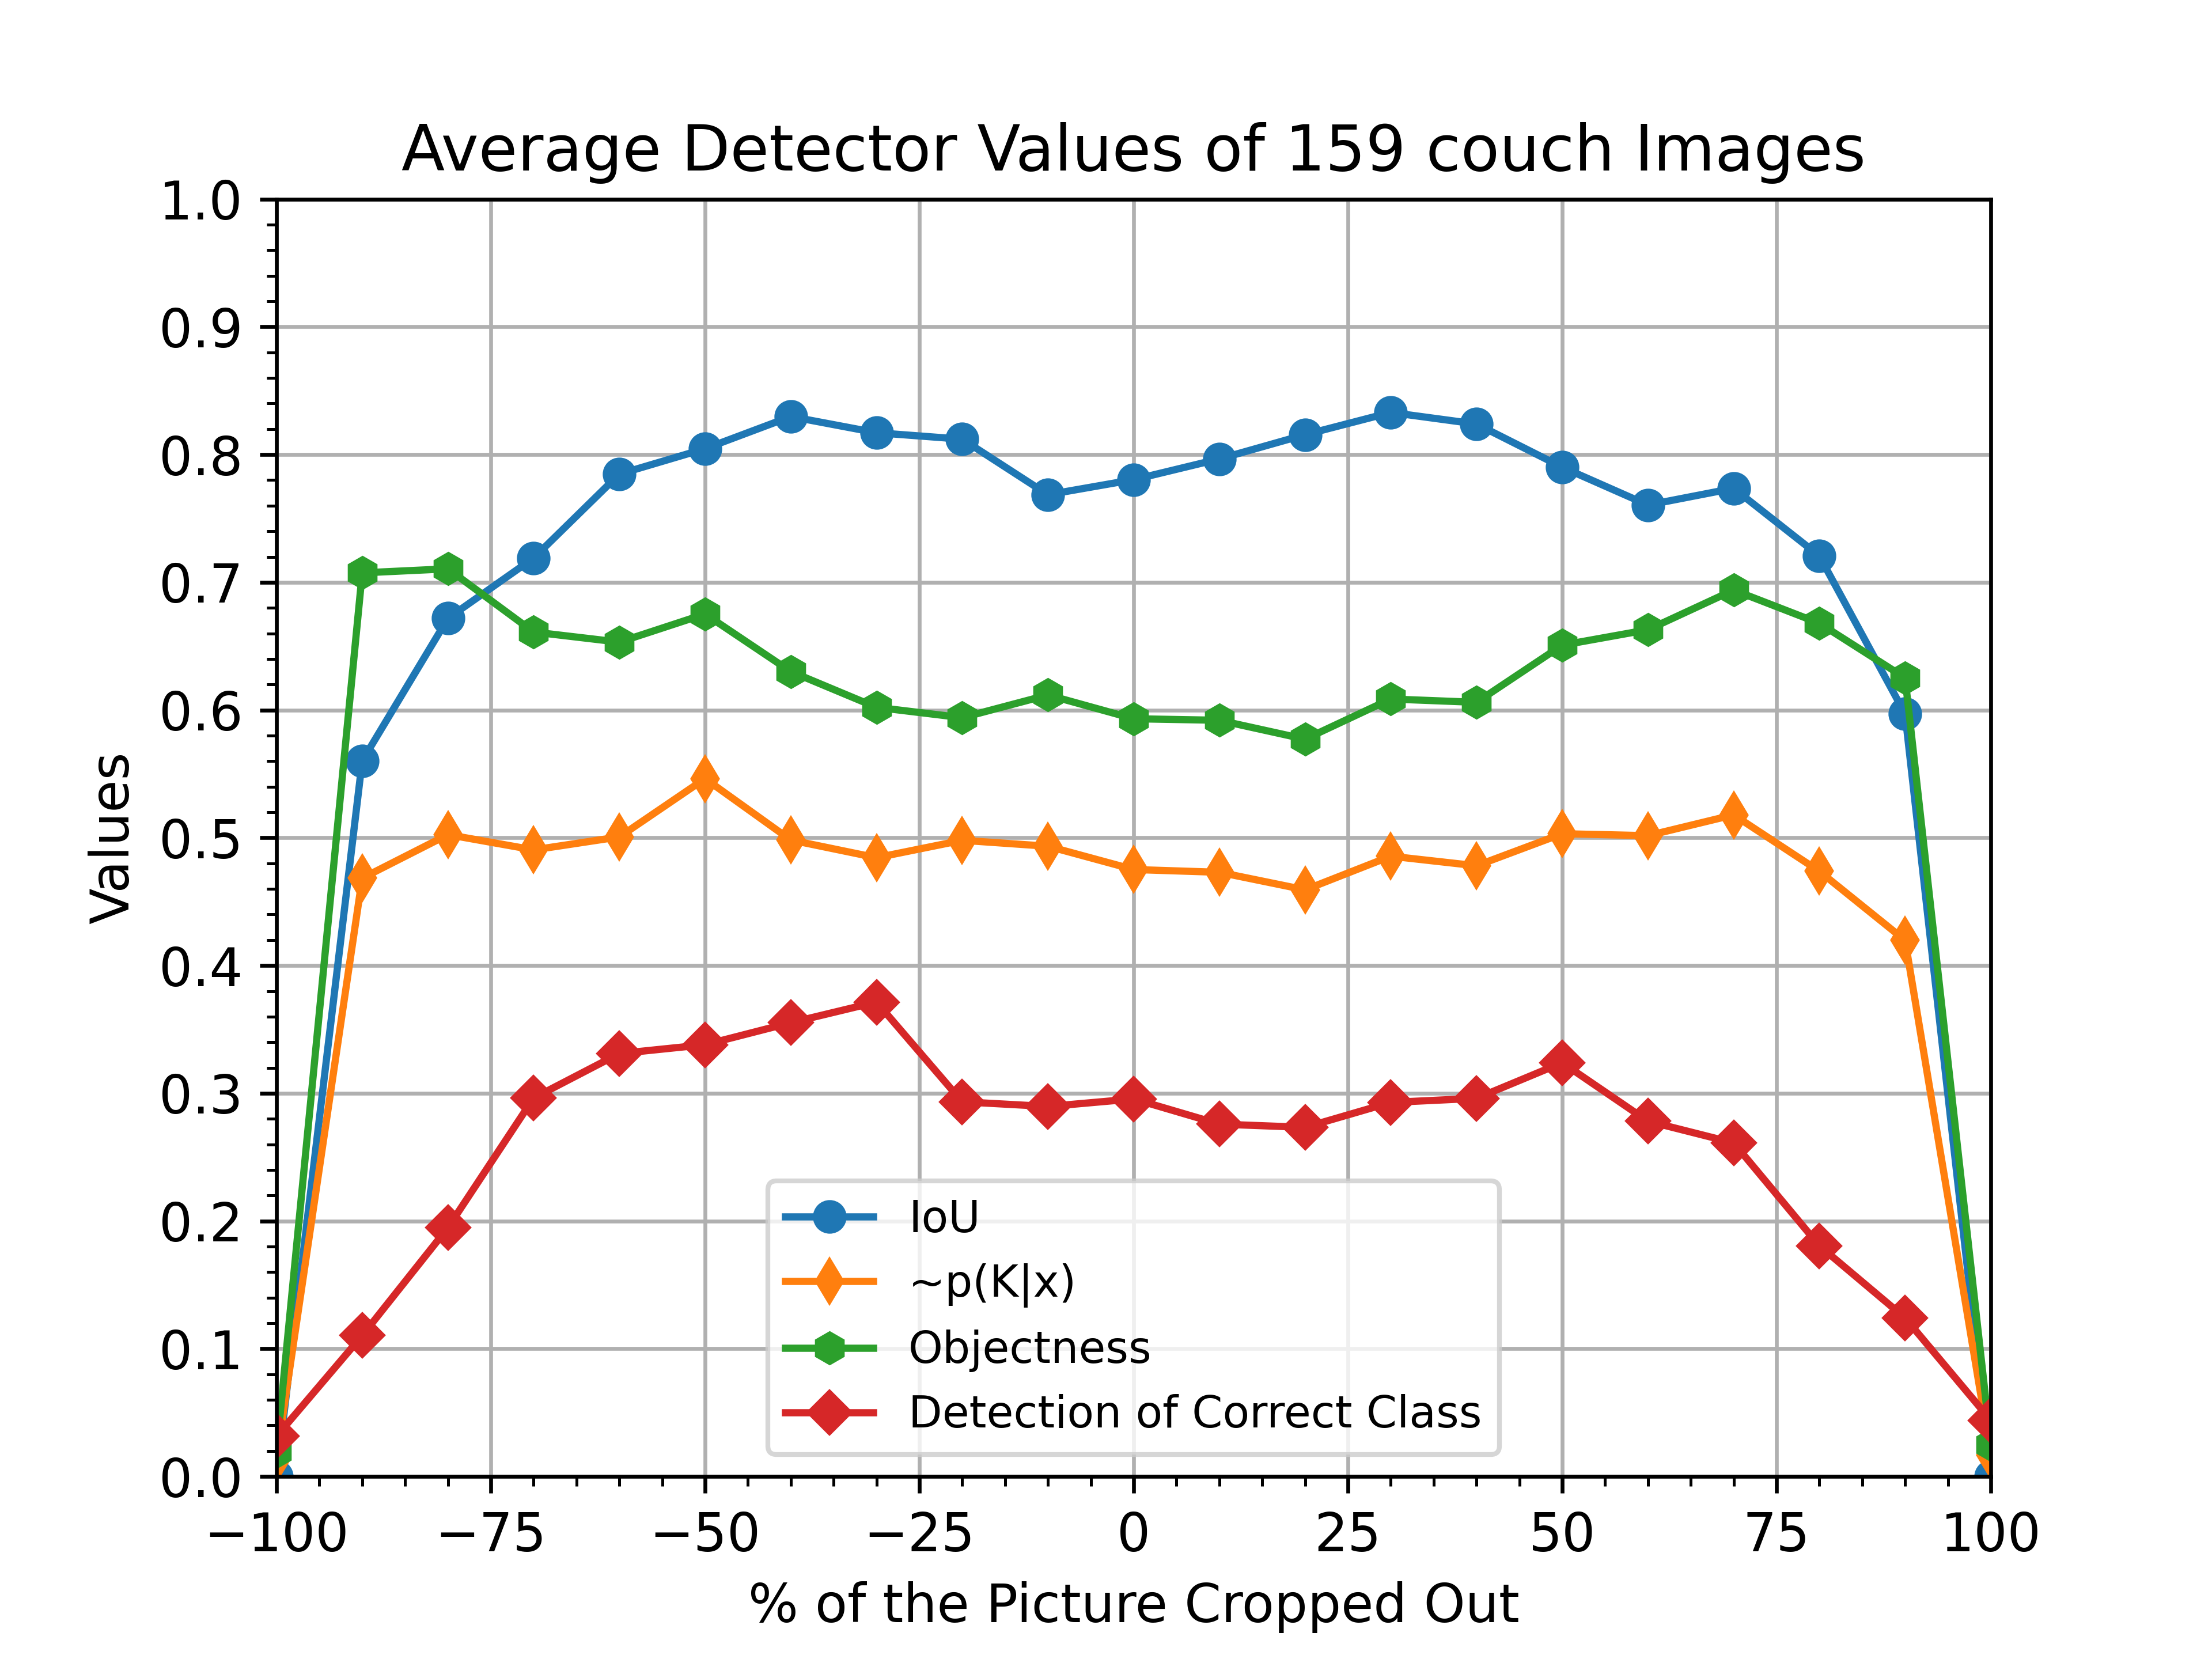 Average Detector Values of 159 couch Images
1.0
0.9
0.8
0.7
0.6
0.5
0.4
0.3
0.2
0.1
0.0
Values
IoU
~p(K|x)
Objectness
Detection of Correct Class
−100 −75 −50 −25 0 25 50 75 100
% of the Picture Cropped Out